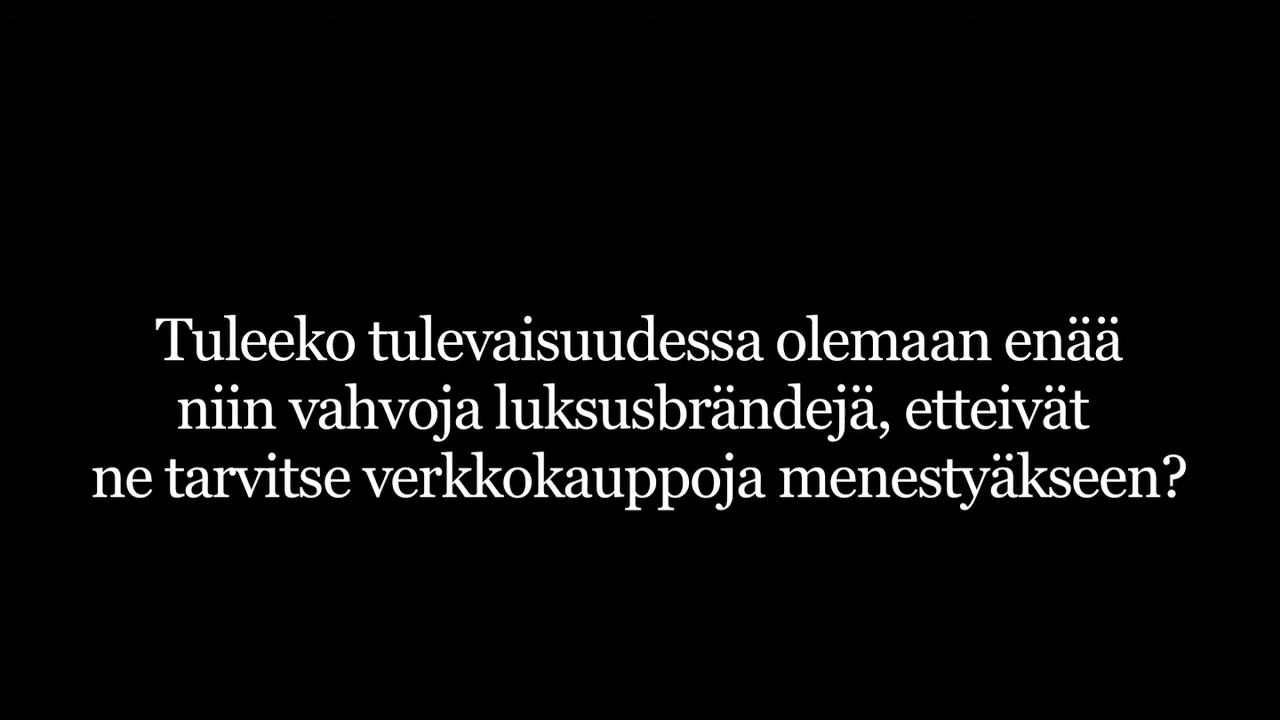 Tuleeko tulevaisuudessa olemaan enää
niin vahvoja luksusbrändejä, etteivät
ne tarvitse verkkokauppoja menestyäkseen?